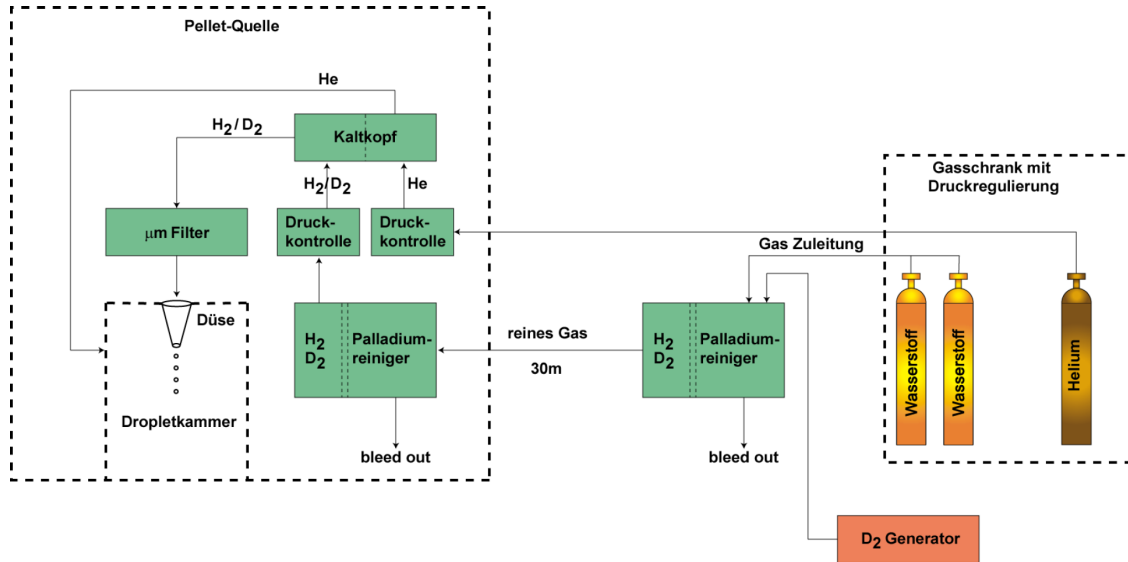 Pellet-Quelle
He
H2/ D2
Kaltkopf
H2/D2
He
µm Filter
Druck-
kontrolle
Druck-
kontrolle
Düse
Dropletkammer
H2
D2
Palladium-
reiniger
bleed out
reines Gas
30m
H2
D2
Palladium-
reiniger
bleed out
Gas Zuleitung
Gasschrank mit
Druckregulierung
Wasserstoff
Wasserstoff
Helium
D2 Generator